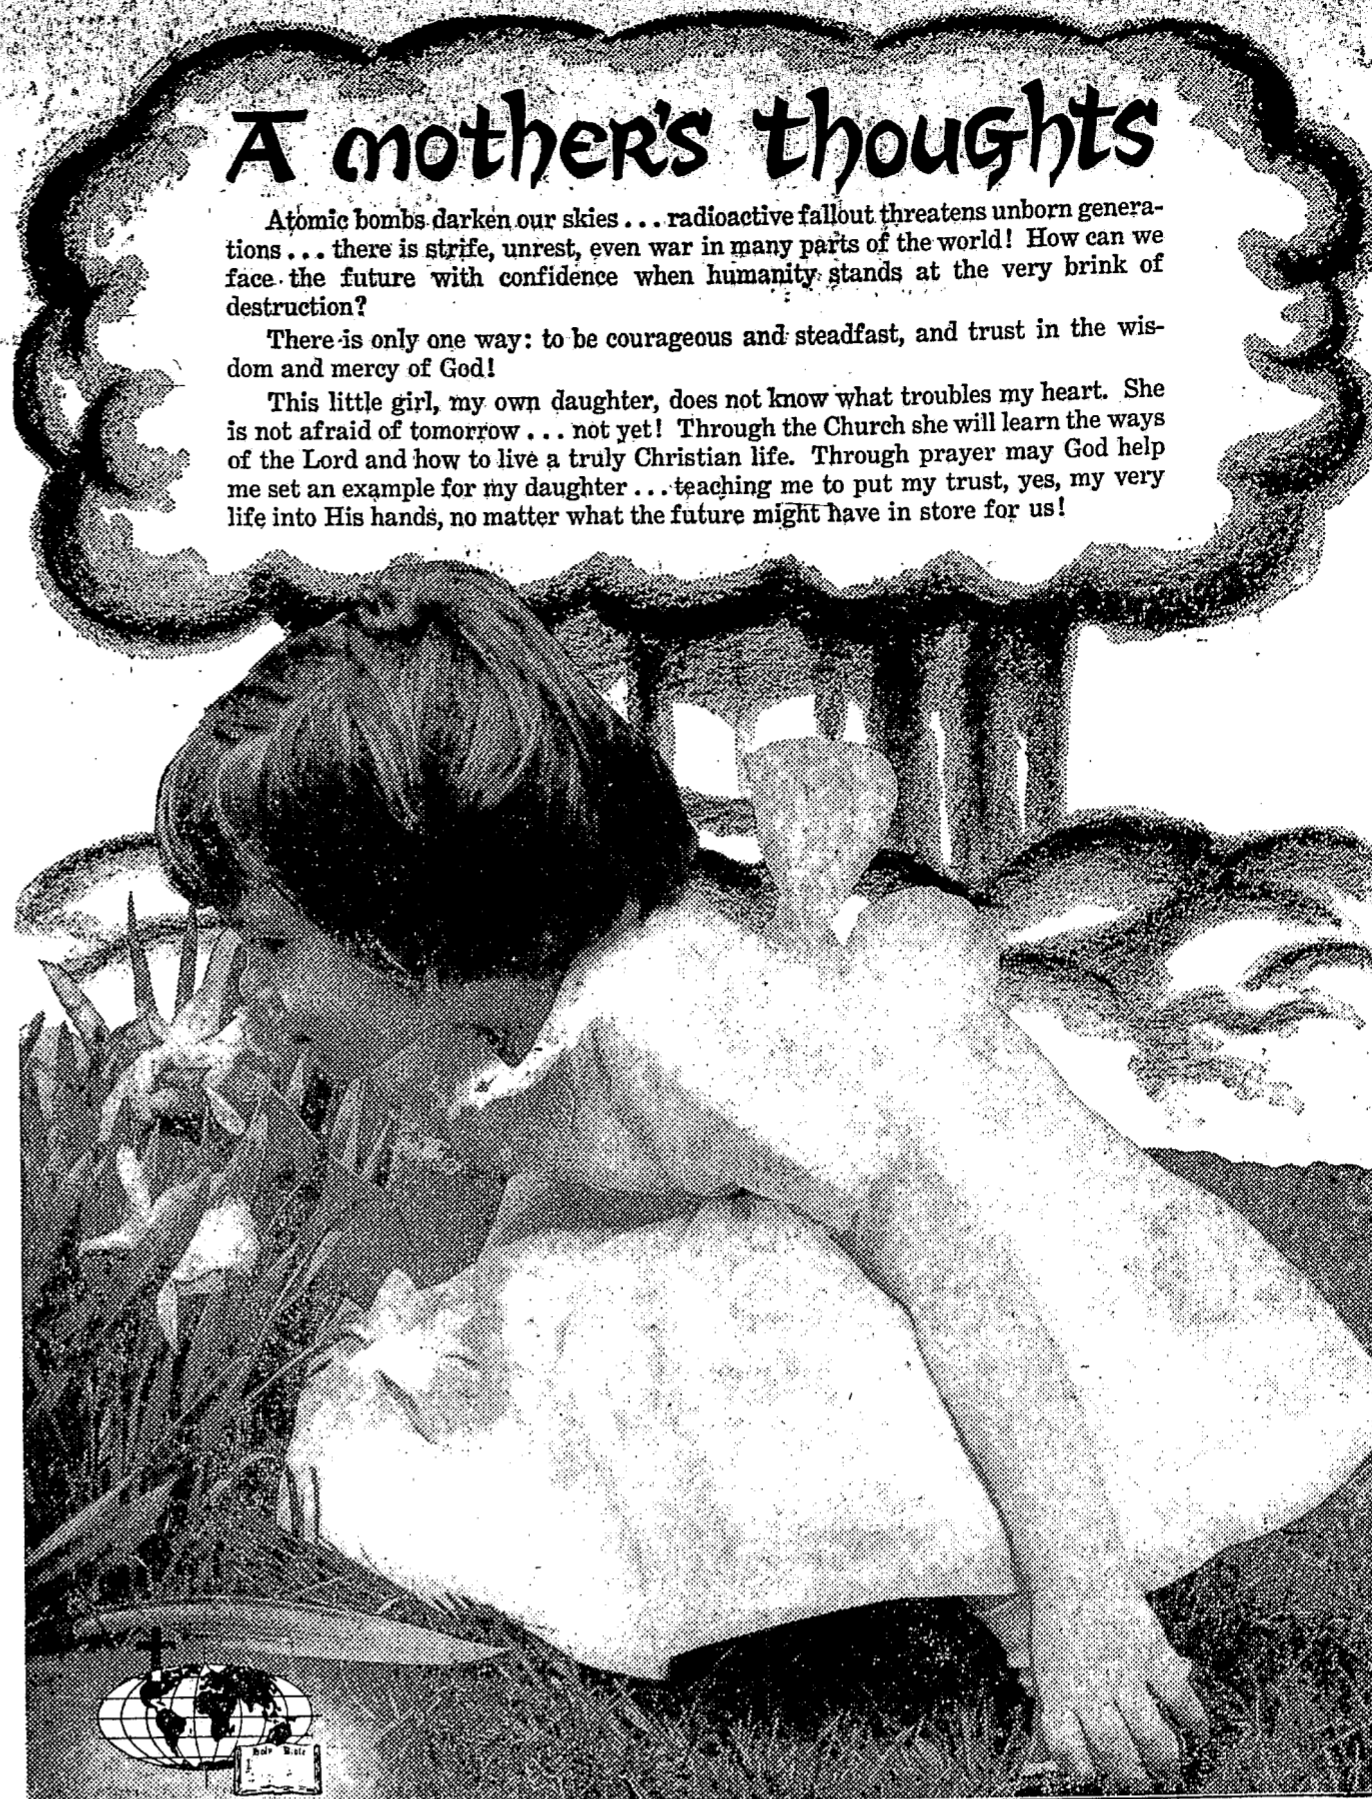 A mother's thoughts
Atomic bombs darken our skies . . . radioactive fallout threatens unborn genera-
tions . . . there is strife, unrest, even war in many parts of the world! How can we
face the future with confidence when humanity stands at the very brink of
destruction?
There is only one way: to be courageous and steadfast, and trust in the wis-
dom and mercy of God!
This little girl, my own daughter, does not know what troubles my heart. She
is not afraid of tomorrow . . . not yet! Through the Church she will learn the ways
of the Lord and how to live a truly Christian life. Through prayer may God help
me set an example for my daughter . . . teaching me to put my trust, yes, my very
life into His hands, no matter what the future might have in store for us!
Holy Bible